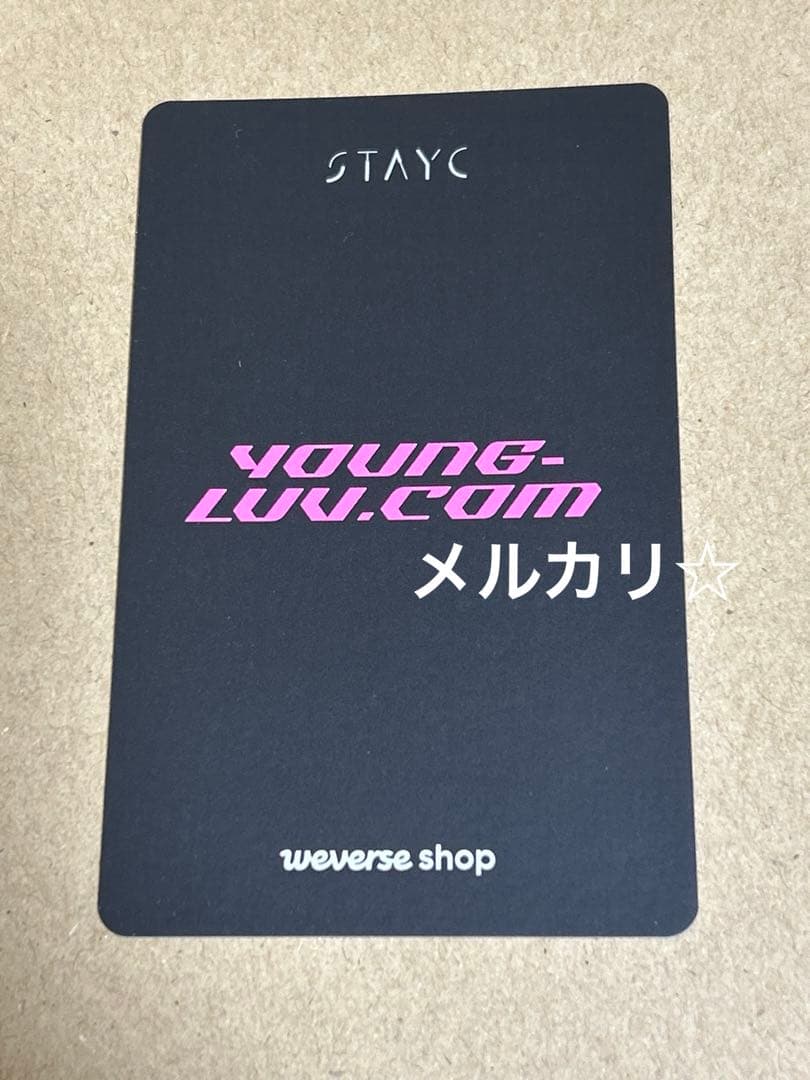 STAYC
YOUNG-
LUV.COM
メルカリ☆
weverse shop